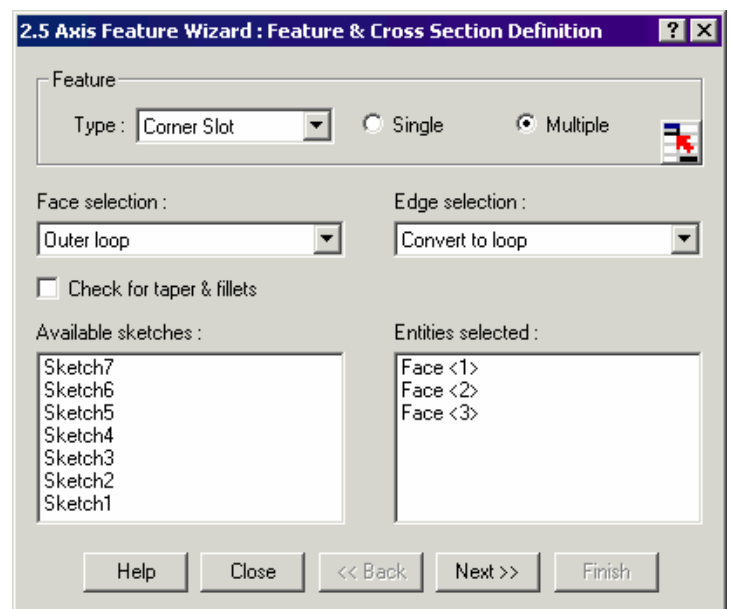 2.5 Axis Feature Wizard : Feature & Cross Section Definition
Feature
Type : Corner Slot Single Multiple
Face selection : Edge selection :
Outer loop Convert to loop
Check for taper & fillets
Available sketches : Entities selected :
Sketch7 Face <1>
Sketch6 Face <2>
Sketch5 Face <3>
Sketch4
Sketch3
Sketch2
Sketch1
Help Close << Back Next >> Finish